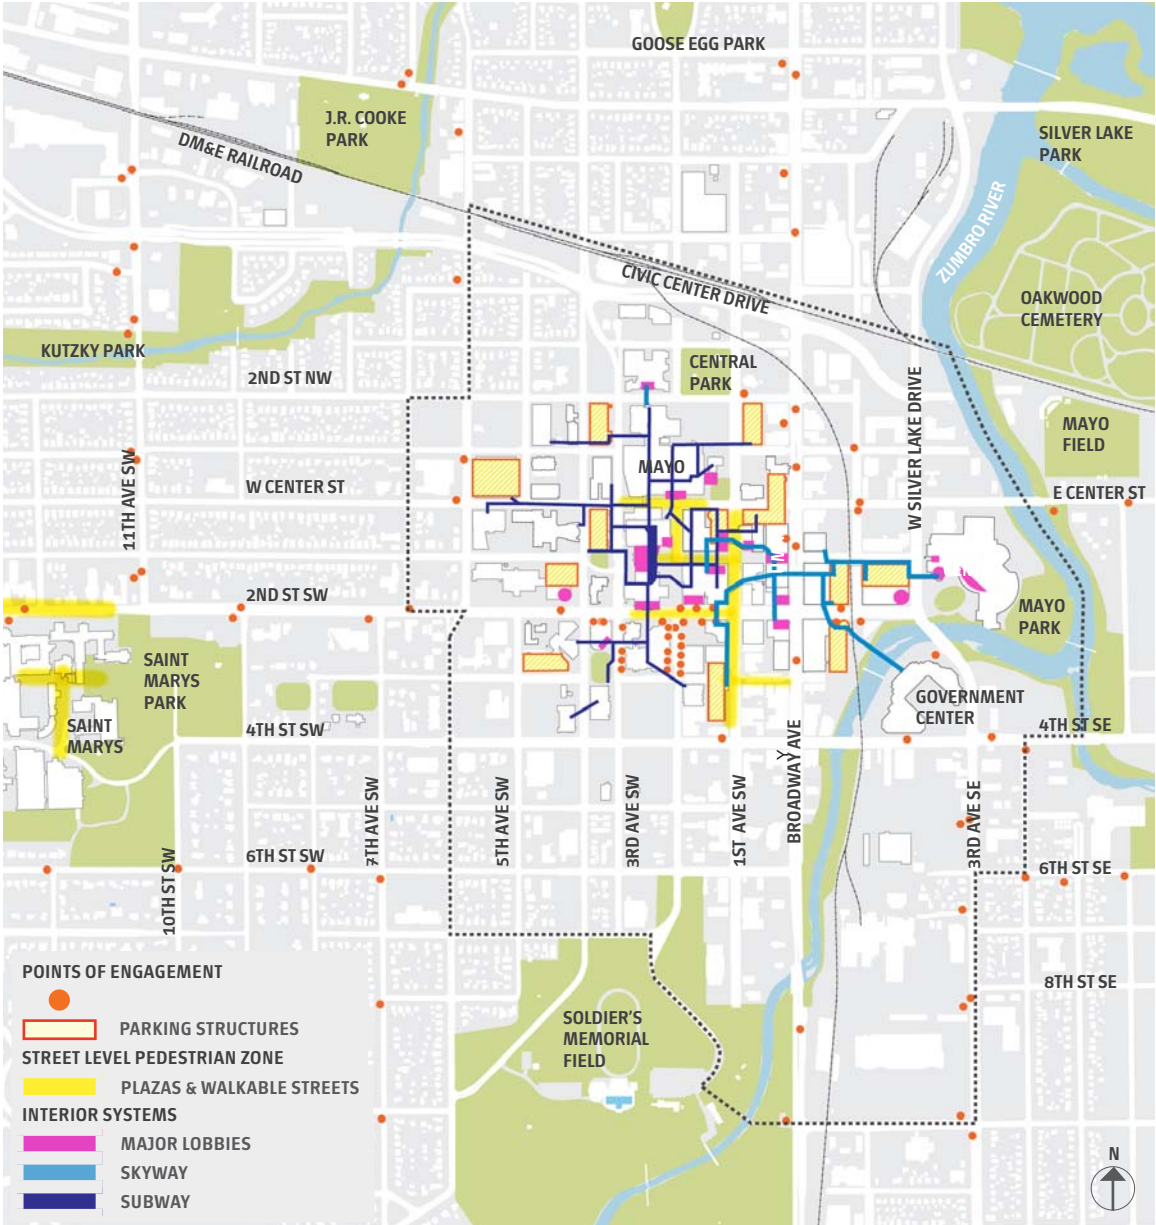 GOOSE EGG PARK
J.R. COOKE
PARK
SILVER LAKE
PARK
DM&E RAILROAD
ZUMBRO RIVER
CIVIC CENTER DRIVE
OAKWOOD
CEMETERY
KUTZKY PARK
CENTRAL
PARK
2ND ST NW
W SILVER LAKE DRIVE
MAYO
FIELD
11TH AVE SW
MAYO
W CENTER ST
E CENTER ST
2ND ST SW
MAYO
PARK
SAINT
MARYS
PARK
GOVERNMENT
CENTER
SAINT
MARYS
4TH ST SW
4TH ST SE
BROADWAY AVE
Y
7TH AVE SW
5TH AVE SW
3RD AVE SW
1ST AVE SW
3RD AVE SE
10TH ST SW
6TH ST SW
6TH ST SE
8TH ST SE
SOLDIER'S
MEMORIAL
FIELD
POINTS OF ENGAGEMENT
PARKING STRUCTURES
STREET LEVEL PEDESTRIAN ZONE
PLAZAS & WALKABLE STREETS
INTERIOR SYSTEMS
MAJOR LOBBIES
SKYWAY
SUBWAY
N